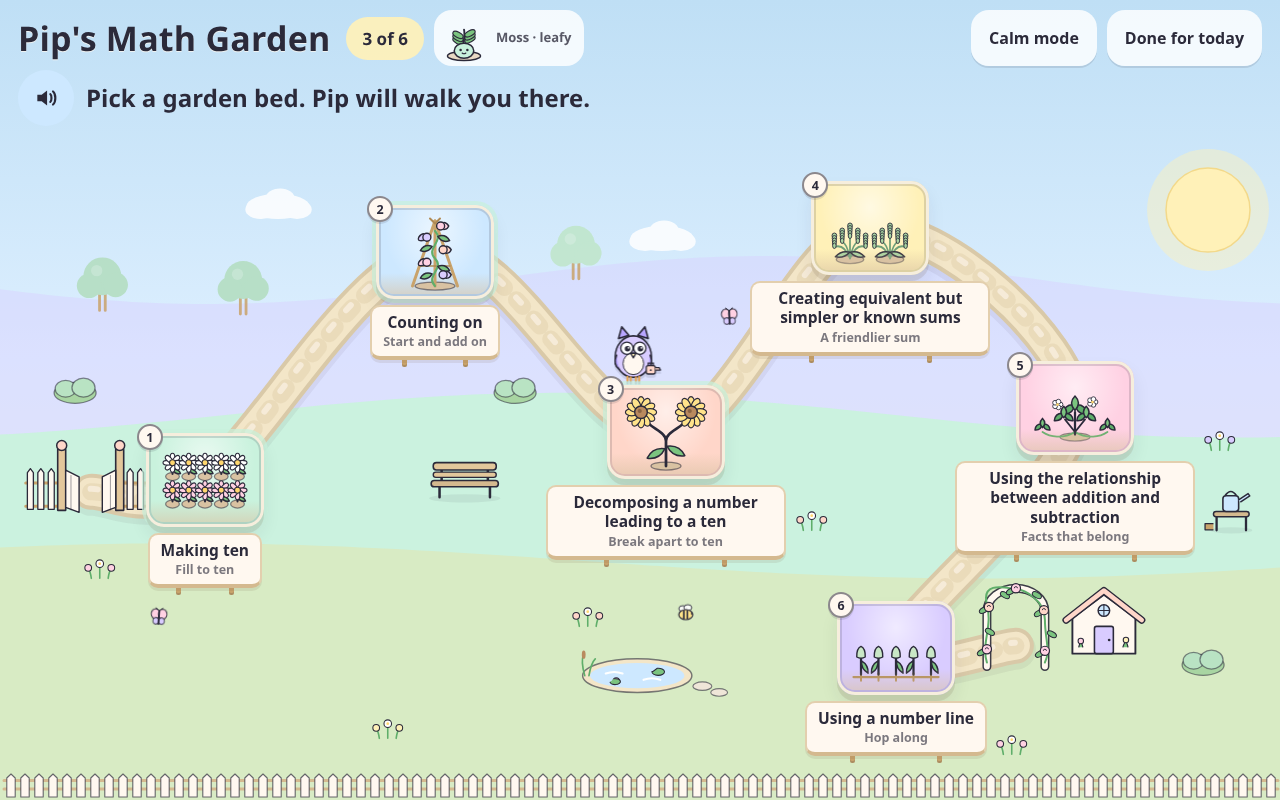 Pip's Math Garden
3 of 6
Moss · leafy
Calm mode
Done for today
Pick a garden bed. Pip will walk you there.
1
Making ten
Fill to ten
2
Counting on
Start and add on
3
Decomposing a number
leading to a ten
Break apart to ten
4
Creating equivalent but
simpler or known sums
A friendlier sum
5
Using the relationship
between addition and
subtraction
Facts that belong
6
Using a number line
Hop along